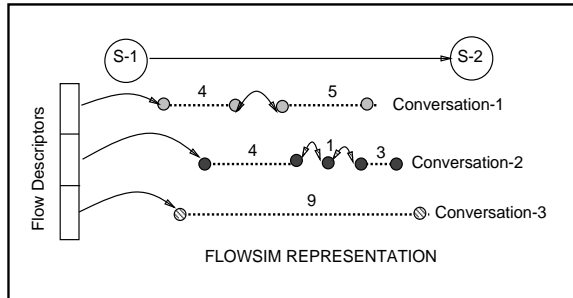 S-1
S-2
4
5
Conversation-1
4
1
3
Conversation-2
9
Conversation-3
Flow Descriptors
FLOWSIM REPRESENTATION